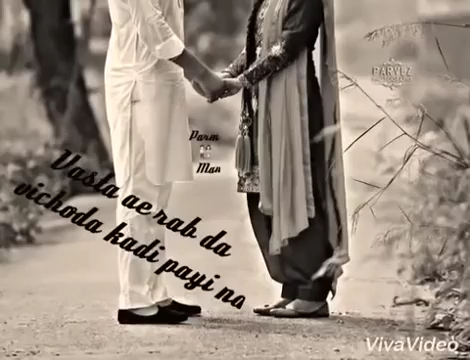 PARVEZ
Parm
Man
Vasta ae rab da
vichoda kadi payi na
VivaVideo